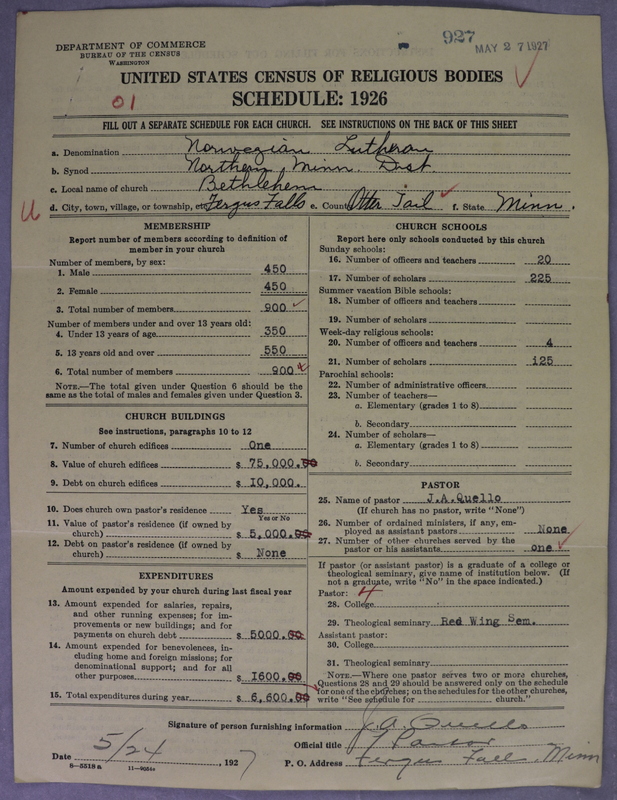 DEPARTMENT OF COMMERCE
BUREAU OF THE CENSUS
WASHINGTON
927
MAY 27 1927
UNITED STATES CENSUS OF RELIGIOUS BODIES
SCHEDULE: 1926
01
FILL OUT A SEPARATE SCHEDULE FOR EACH CHURCH. SEE INSTRUCTIONS ON THE BACK OF THIS SHEET
a. Denomination Norwegian Lutheran
b. Synod Northern Minn. Dist.
c. Local name of church Bethlehem
d. City, town, village, or township, etc. Fergus Falls e. County Otter Tail f. State Minn.
MEMBERSHIP
Report number of members according to definition of
member in your church
Number of members, by sex:
1. Male 450
2. Female 450
3. Total number of members 900
Number of members under and over 13 years old:
4. Under 13 years of age 350
5. 13 years old and over 550
6. Total number of members 900
NOTE.—The total given under Question 6 should be the
same as the total of males and females given under Question 3.
CHURCH BUILDINGS
See instructions, paragraphs 10 to 12
7. Number of church edifices One
8. Value of church edifices $ 75,000.00
9. Debt on church edifices $ 10,000.
10. Does church own pastor's residence Yes
Yes or No
11. Value of pastor's residence (if owned by
church) $ 5,000.00
12. Debt on pastor's residence (if owned by
church) $ None
EXPENDITURES
Amount expended by your church during last fiscal year
13. Amount expended for salaries, repairs,
and other running expenses; for im-
provements or new buildings; and for
payments on church debt $ 5000.00
14. Amount expended for benevolences, in-
cluding home and foreign missions; for
denominational support; and for all
other purposes $ 1600.00
15. Total expenditures during year $ 6,600.00
CHURCH SCHOOLS
Report here only schools conducted by this church
Sunday schools:
16. Number of officers and teachers 20
17. Number of scholars 225
Summer vacation Bible schools:
18. Number of officers and teachers
19. Number of scholars
Week-day religious schools:
20. Number of officers and teachers 4
21. Number of scholars 125
Parochial schools:
22. Number of administrative officers
23. Number of teachers—
a. Elementary (grades 1 to 8)
b. Secondary
24. Number of scholars—
a. Elementary (grades 1 to 8)
b. Secondary
PASTOR
25. Name of pastor J.A.Quello
(If church has no pastor, write "None")
26. Number of ordained ministers, if any, em-
ployed as assistant pastors None
27. Number of other churches served by the
pastor or his assistants one
If pastor (or assistant pastor) is a graduate of a college or
theological seminary, give name of institution below. (If
not a graduate, write "No" in the space indicated.)
Pastor: 4
28. College
29. Theological seminary Red Wing Sem.
Assistant pastor:
30. College
31. Theological seminary
NOTE.—Where one pastor serves two or more churches,
Questions 28 and 29 should be answered only on the schedule
for one of the churches; on the schedules for the other churches,
write "See schedule for church."
Signature of person furnishing information J. A. Quello
Official title Pastor
Date 5/24, 1927 P. O. Address Fergus Falls, Minn
8—5518 a